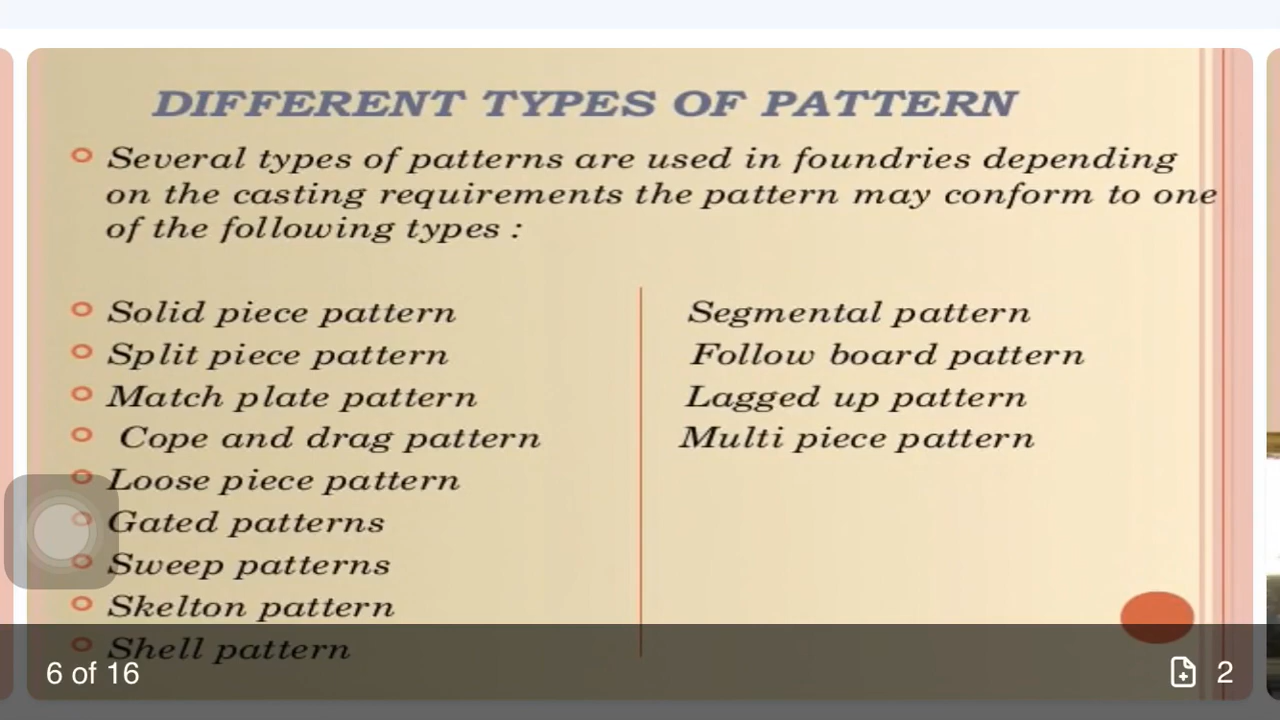 DIFFERENT TYPES OF PATTERN
Several types of patterns are used in foundries depending
on the casting requirements the pattern may conform to one
of the following types :
Solid piece pattern
Split piece pattern
Match plate pattern
Cope and drag pattern
Loose piece pattern
Gated patterns
Sweep patterns
Skelton pattern
Shell pattern
Segmental pattern
Follow board pattern
Lagged up pattern
Multi piece pattern
6 of 16
2